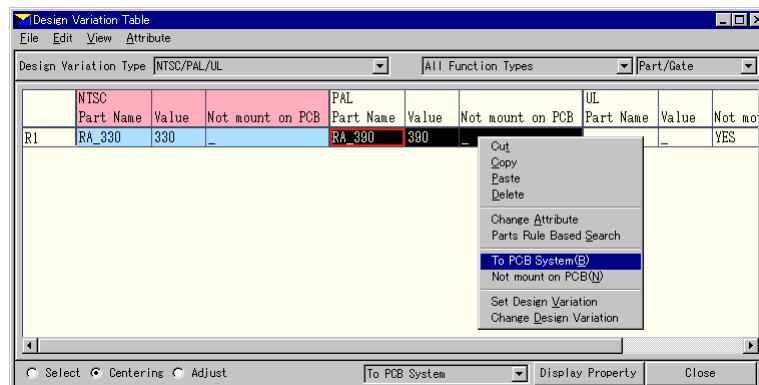 Design Variation Table
File Edit View Attribute
Design Variation Type NTSC/PAL/UL All Function Types Part/Gate
NTSC PAL UL
Part Name Value Not mount on PCB Part Name Value Not mount on PCB Part Name Value Not mo
R1 RA_330 330 _ RA_390 390 _ _ YES
Cut
Copy
Paste
Delete
Change Attribute
Parts Rule Based Search
To PCB System(B)
Not mount on PCB(N)
Set Design Variation
Change Design Variation
Select Centering Adjust To PCB System Display Property Close